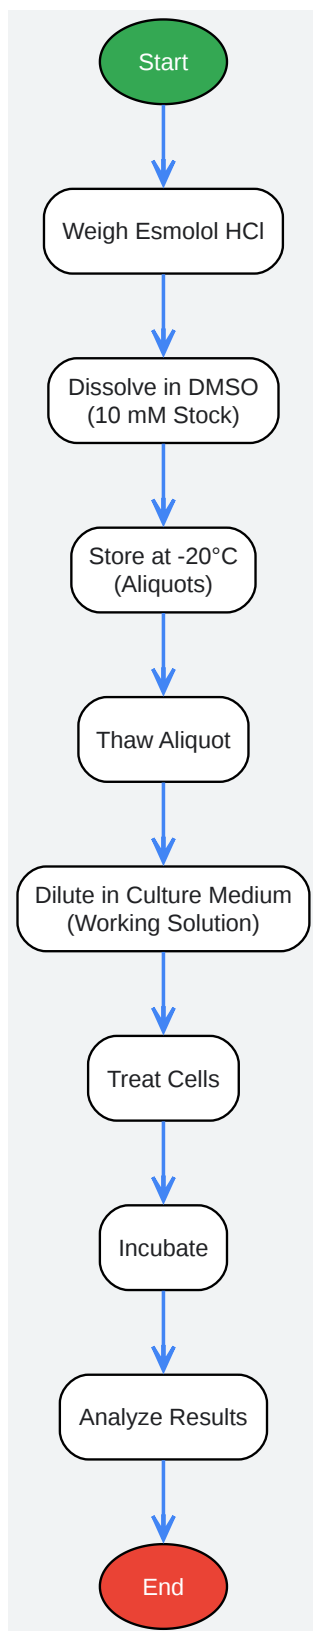 Start
Weigh Esmolol HCl
Dissolve in DMSO
(10 mM Stock)
Store at -20°C
(Aliquots)
Thaw Aliquot
Dilute in Culture Medium
(Working Solution)
Treat Cells
Incubate
Analyze Results
End